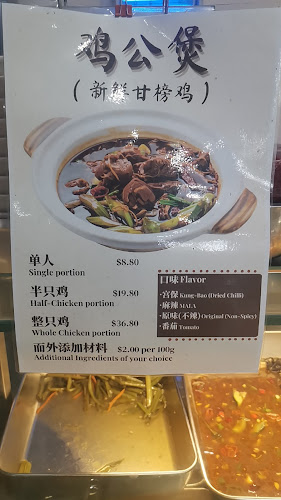 鸡公煲
(新鲜甘榜鸡)
单人 $8.80
Single portion
半只鸡 $19.80
Half-Chicken portion
整只鸡 $36.80
Whole Chicken portion
面外添加材料 $2.00 per 100g
Additional Ingredients of your choice
口味 Flavor
·宫保 Kung-Bao (Dried Chilli)
·麻辣 MALA
·原味(不辣) Original (Non-Spicy)
·番茄 Tomato